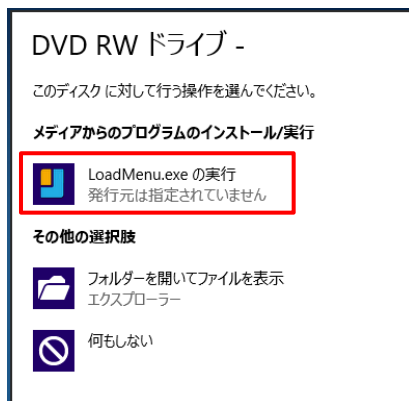 DVD RW ドライブ -
このディスク に対して行う操作を選んでください。
メディアからのプログラムのインストール/実行
LoadMenu.exe の実行
発行元は指定されていません
その他の選択肢
フォルダーを開いてファイルを表示
エクスプローラー
何もしない